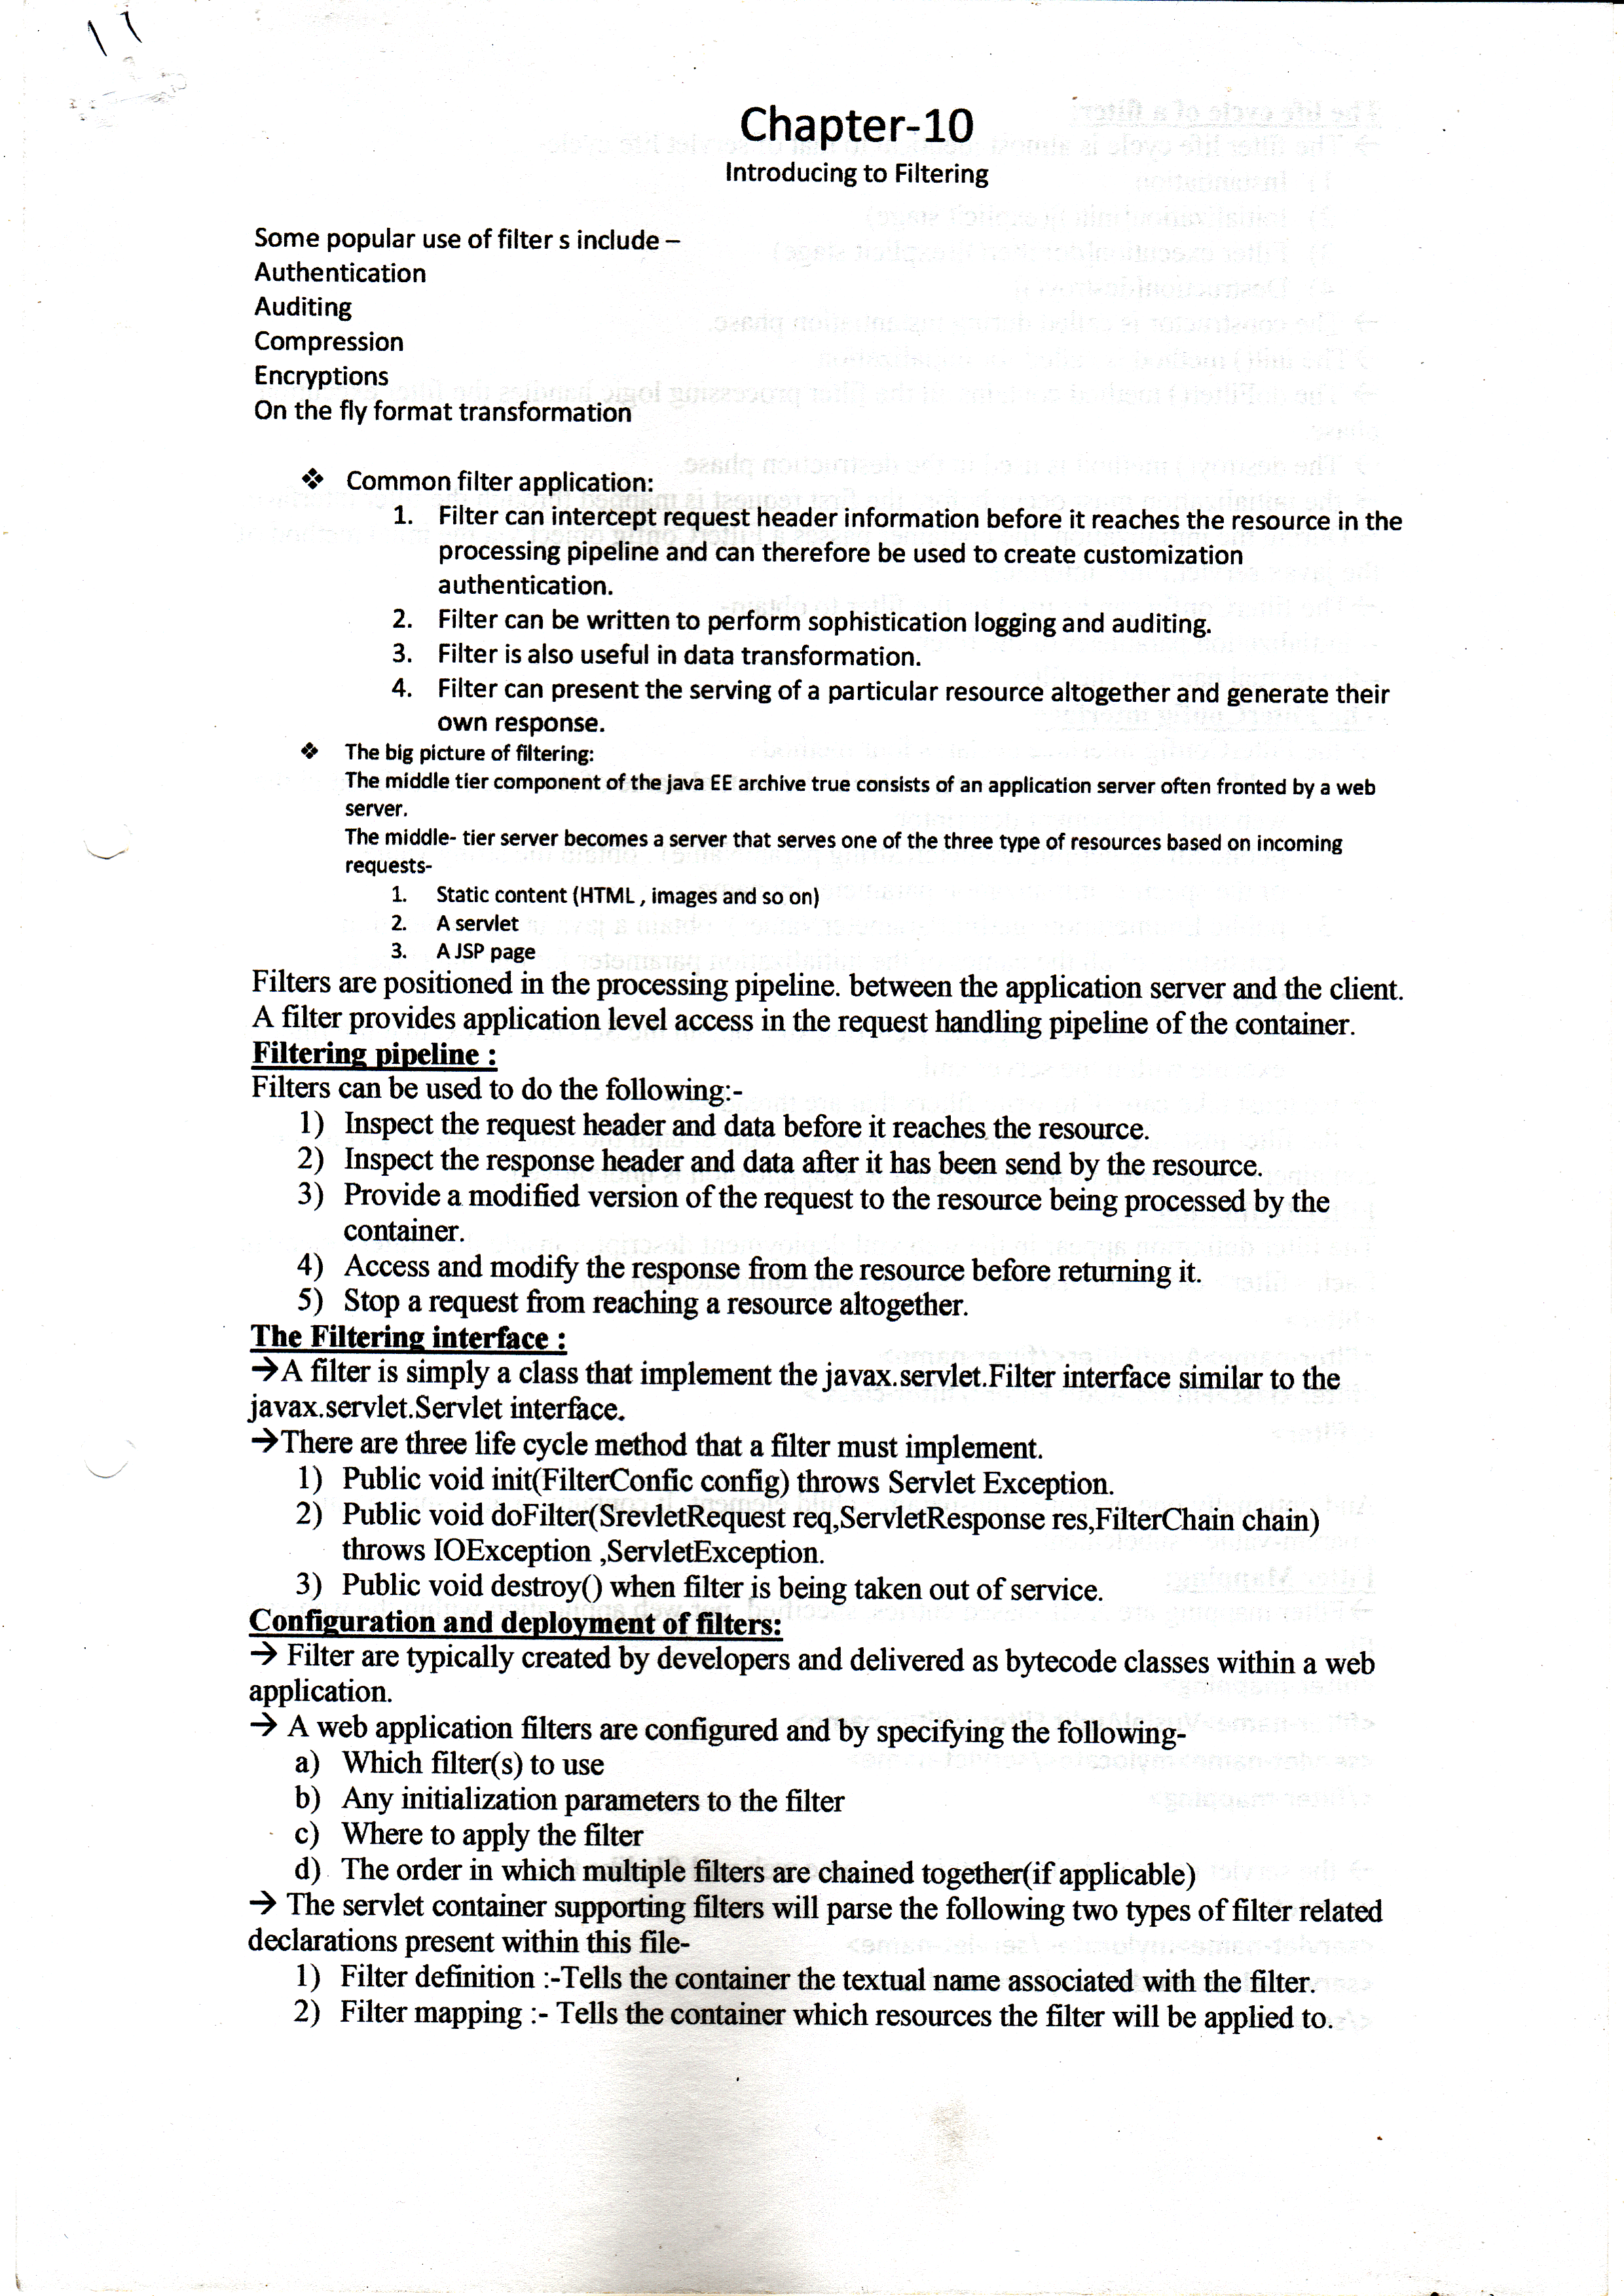 Chapter-10
Introducing to Filtering
Some popular use of filter s include –
Authentication
Auditing
Compression
Encryptions
On the fly format transformation
❖ Common filter application:
1. Filter can intercept request header information before it reaches the resource in the
processing pipeline and can therefore be used to create customization
authentication.
2. Filter can be written to perform sophistication logging and auditing.
3. Filter is also useful in data transformation.
4. Filter can present the serving of a particular resource altogether and generate their
own response.
❖ The big picture of filtering:
The middle tier component of the java EE archive true consists of an application server often fronted by a web
server.
The middle- tier server becomes a server that serves one of the three type of resources based on incoming
requests-
1. Static content (HTML , images and so on)
2. A servlet
3. A JSP page
Filters are positioned in the processing pipeline. between the application server and the client.
A filter provides application level access in the request handling pipeline of the container.
Filtering pipeline :
Filters can be used to do the following:-
1) Inspect the request header and data before it reaches the resource.
2) Inspect the response header and data after it has been send by the resource.
3) Provide a modified version of the request to the resource being processed by the
container.
4) Access and modify the response from the resource before returning it.
5) Stop a request from reaching a resource altogether.
The Filtering interface :
→A filter is simply a class that implement the javax.servlet.Filter interface similar to the
javax.servlet.Servlet interface.
→There are three life cycle method that a filter must implement.
1) Public void init(FilterConfic config) throws Servlet Exception.
2) Public void doFilter(SrevletRequest req,ServletResponse res,FilterChain chain)
throws IOException ,ServletException.
3) Public void destroy() when filter is being taken out of service.
Configuration and deployment of filters:
→ Filter are typically created by developers and delivered as bytecode classes within a web
application.
→ A web application filters are configured and by specifying the following-
a) Which filter(s) to use
b) Any initialization parameters to the filter
c) Where to apply the filter
d) The order in which multiple filters are chained together(if applicable)
→ The servlet container supporting filters will parse the following two types of filter related
declarations present within this file-
1) Filter definition :-Tells the container the textual name associated with the filter.
2) Filter mapping :- Tells the container which resources the filter will be applied to.